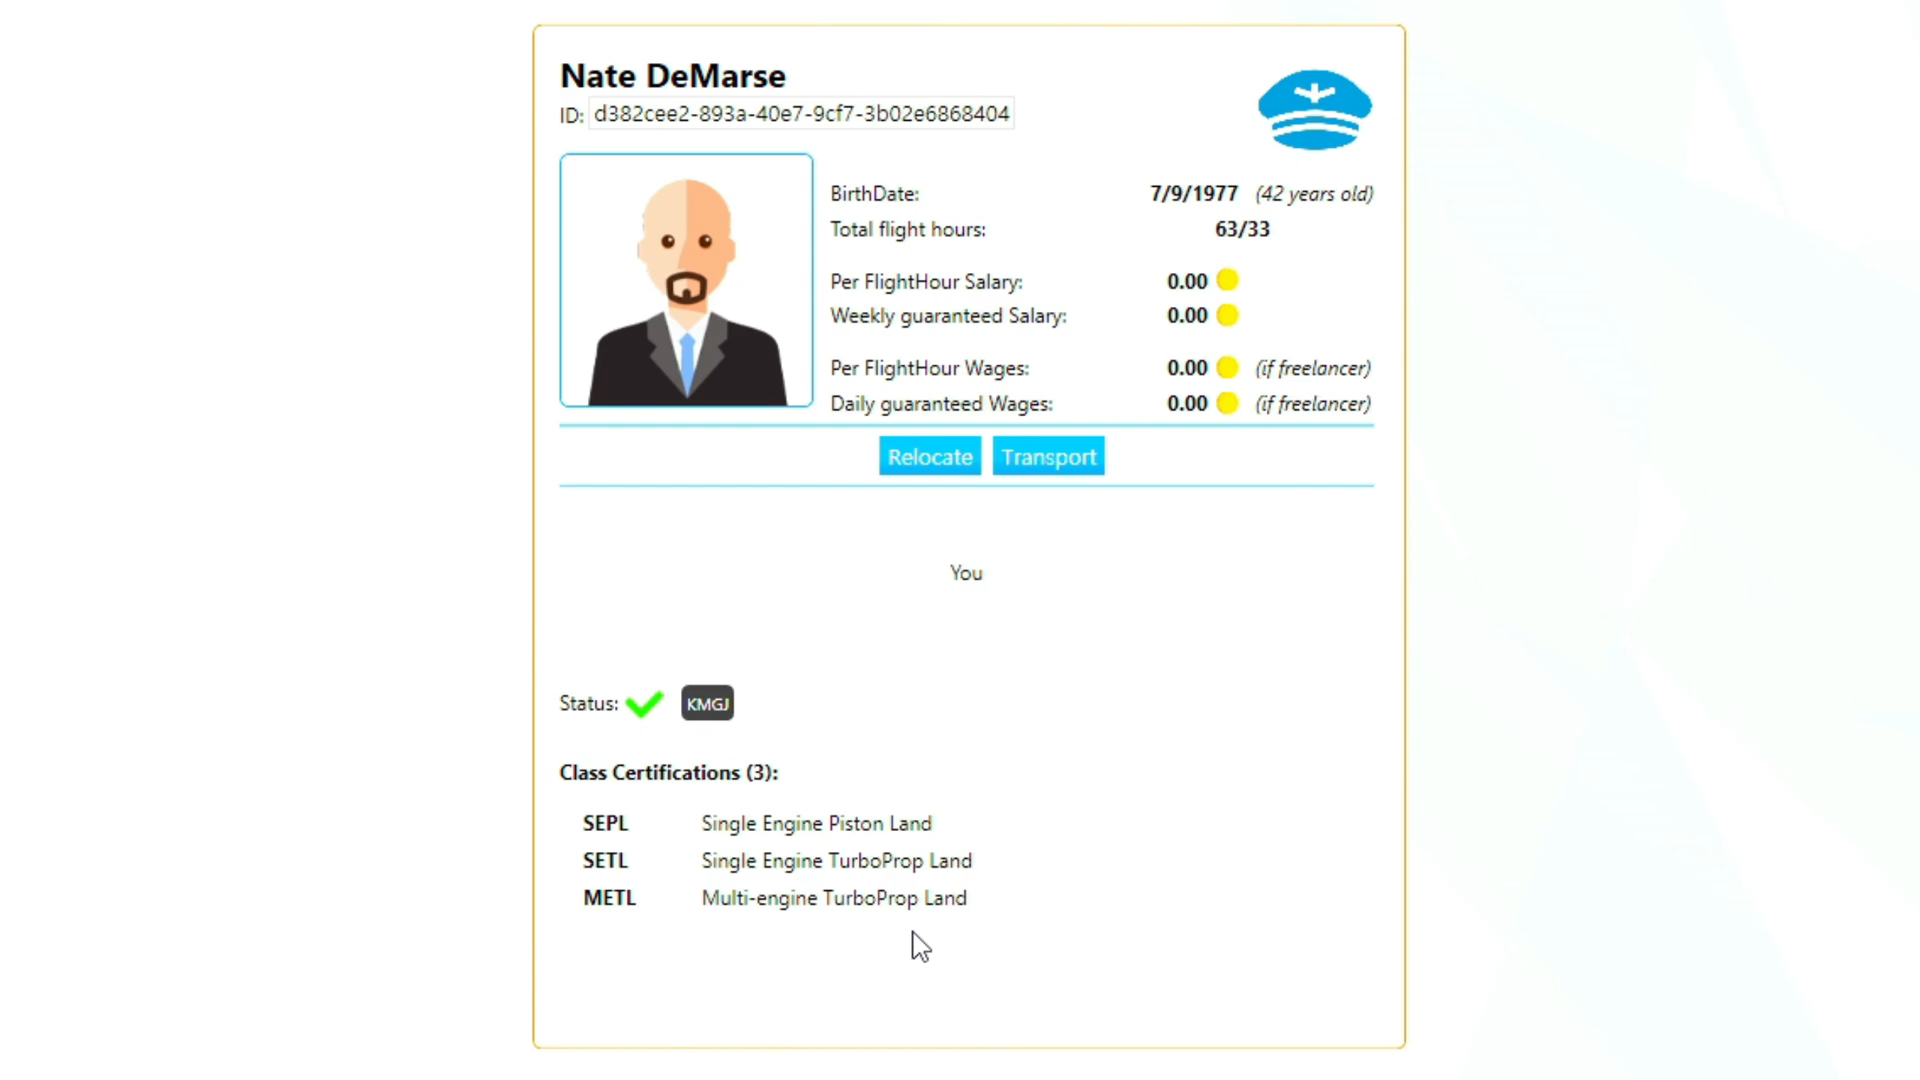 Nate DeMarse
ID: d382cee2-893a-40e7-9cf7-3b02e6868404
BirthDate: 7/9/1977 (42 years old)
Total flight hours: 63/33
Per FlightHour Salary: 0.00
Weekly guaranteed Salary: 0.00
Per FlightHour Wages: 0.00 (if freelancer)
Daily guaranteed Wages: 0.00 (if freelancer)
Relocate Transport
You
Status: KMGJ
Class Certifications (3):
SEPL Single Engine Piston Land
SETL Single Engine TurboProp Land
METL Multi-engine TurboProp Land